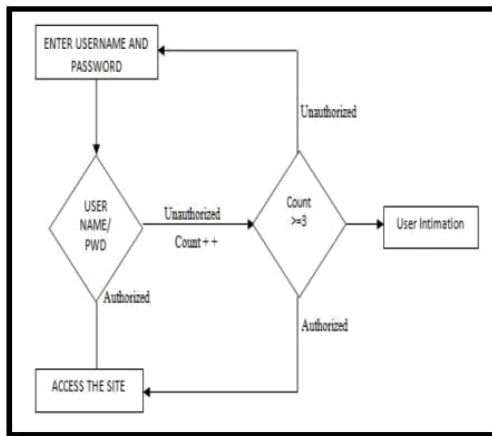 ENTER USERNAME AND
PASSWORD
Unauthorized
USER
NAME/
PWD
Unauthorized
Count + +
Count
>=3
User Intimation
Authorized
Authorized
ACCESS THE SITE